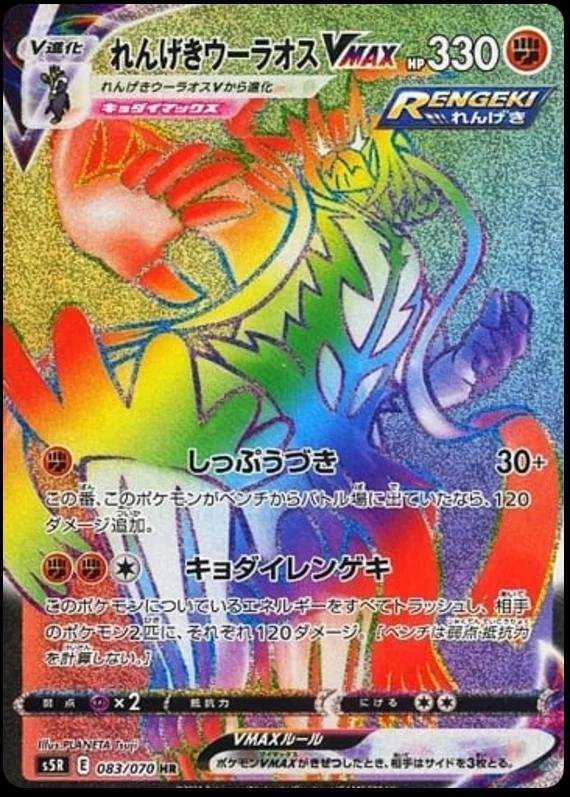 V進化
れんげきウーラオス VMAX HP 330
れんげきウーラオスVから進化
キョダイマックス
RENGEKI
れんげき
しっぷうづき 30+
この番、このポケモンがベンチからバトル場に出ていたなら、120
ダメージ追加。
キョダイレンゲキ
このポケモンについているエネルギーをすべてトラッシュし、相手
のポケモン2匹に、それぞれ120ダメージ。[ベンチは弱点・抵抗力
を計算しない。]
弱点 ×2 抵抗力 にげる
Illus. PLANETA Tsuji
VMAXルール
s5R E 083/070 HR
ポケモンVMAXがきぜつしたとき、相手はサイドを3枚とる。